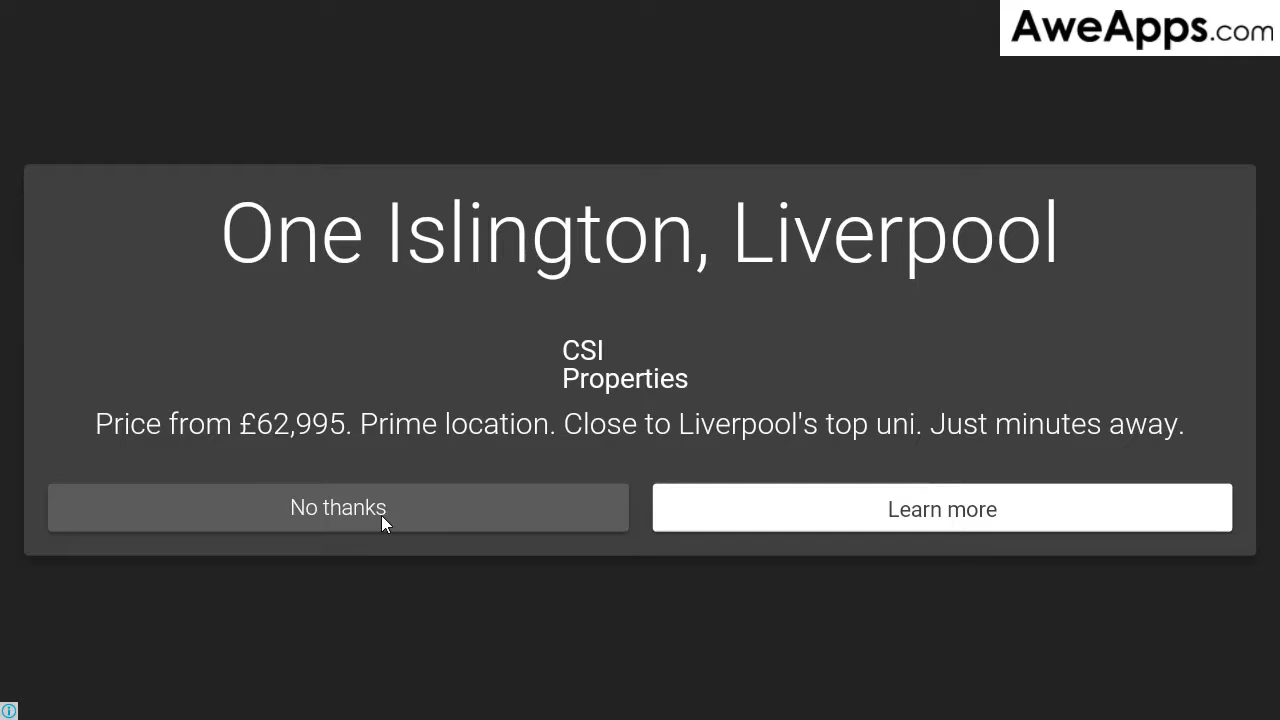 AweApps.com
One Islington, Liverpool
CSI
Properties
Price from £62,995. Prime location. Close to Liverpool's top uni. Just minutes away.
No thanks
Learn more